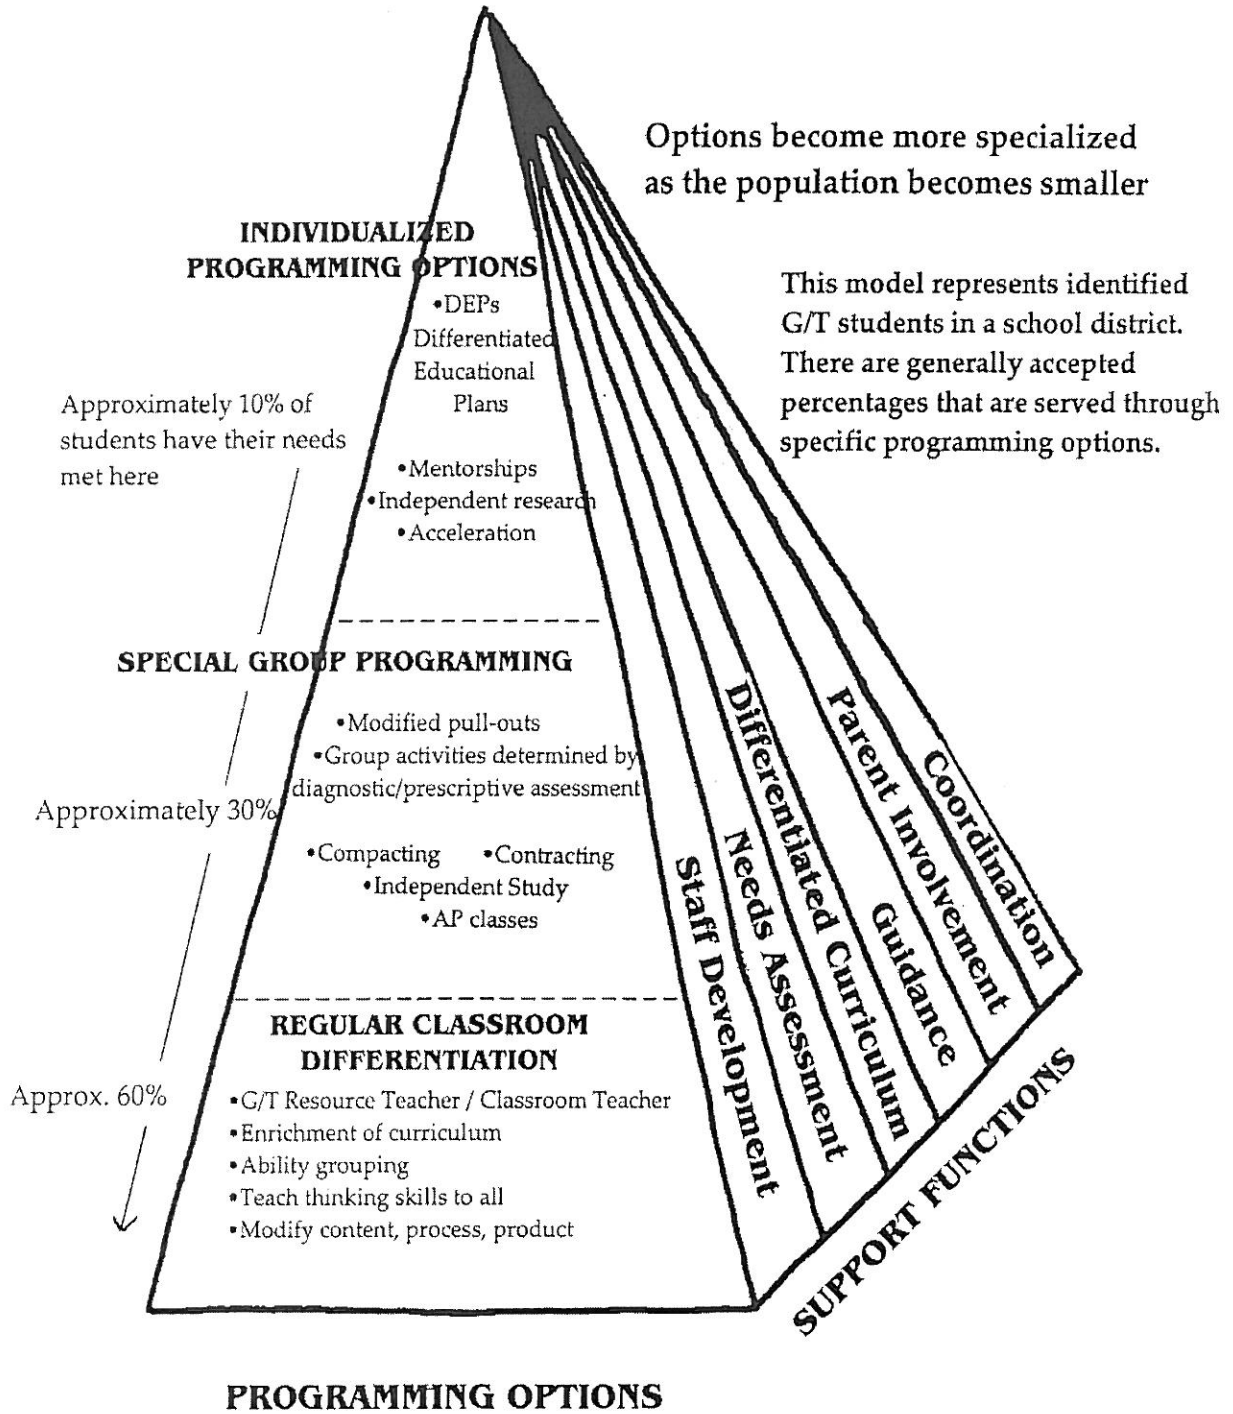 Options become more specialized
as the population becomes smaller
INDIVIDUALIZED
PROGRAMMING OPTIONS
•DEPs
Differentiated
Educational
Plans
This model represents identified
G/T students in a school district.
There are generally accepted
percentages that are served through
specific programming options.
Approximately 10% of
students have their needs
met here
•Mentorships
•Independent research
•Acceleration
SPECIAL GROUP PROGRAMMING
•Modified pull-outs
•Group activities determined by
diagnostic/prescriptive assessment
Approximately 30%
•Compacting •Contracting
•Independent Study
•AP classes
REGULAR CLASSROOM
DIFFERENTIATION
Approx. 60%
•G/T Resource Teacher / Classroom Teacher
•Enrichment of curriculum
•Ability grouping
•Teach thinking skills to all
•Modify content, process, product
Staff Development
Needs Assessment
Differentiated Curriculum
Guidance
Parent Involvement
Coordination
SUPPORT FUNCTIONS
PROGRAMMING OPTIONS